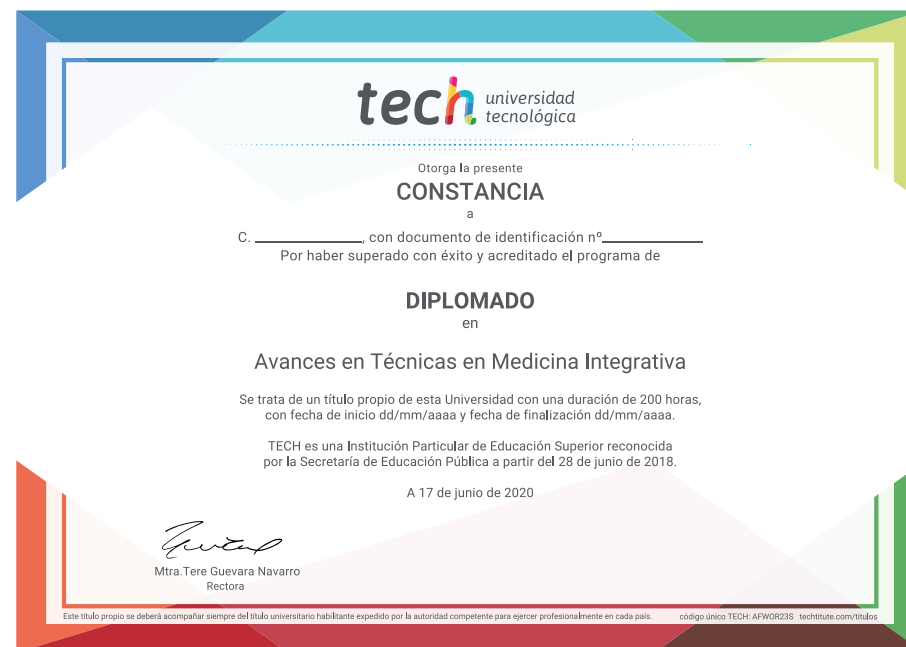 tech universidad
tecnológica
Otorga la presente
CONSTANCIA
a
C. ____________, con documento de identificación nº____________
Por haber superado con éxito y acreditado el programa de
DIPLOMADO
en
Avances en Técnicas en Medicina Integrativa
Se trata de un título propio de esta Universidad con una duración de 200 horas,
con fecha de inicio dd/mm/aaaa y fecha de finalización dd/mm/aaaa.
TECH es una Institución Particular de Educación Superior reconocida
por la Secretaría de Educación Pública a partir del 28 de junio de 2018.
A 17 de junio de 2020
Mtra.Tere Guevara Navarro
Rectora
Este título propio se deberá acompañar siempre del título universitario habilitante expedido por la autoridad competente para ejercer profesionalmente en cada país. código único TECH: AFWOR23S techtitute.com/titulos